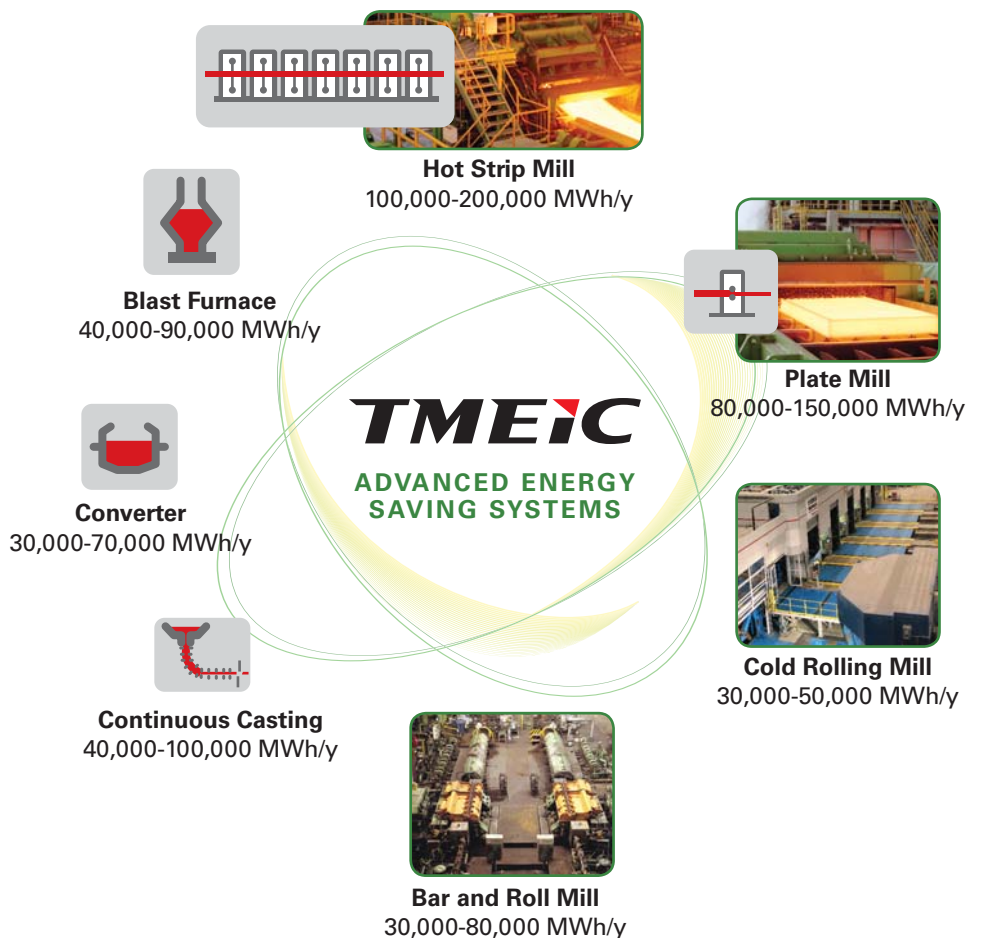 Hot Strip Mill
100,000-200,000 MWh/y
Blast Furnace
40,000-90,000 MWh/y
Plate Mill
80,000-150,000 MWh/y
TMEiC
ADVANCED ENERGY
SAVING SYSTEMS
Converter
30,000-70,000 MWh/y
Cold Rolling Mill
30,000-50,000 MWh/y
Continuous Casting
40,000-100,000 MWh/y
Bar and Roll Mill
30,000-80,000 MWh/y